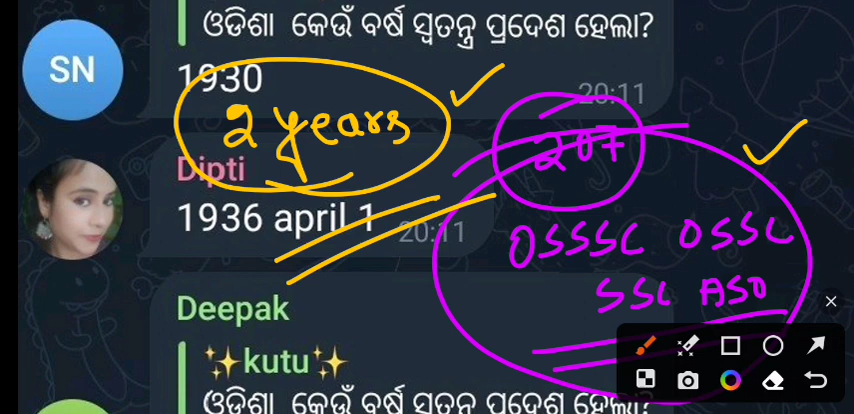 ଓଡିଶା କେଉଁ ବର୍ଷ ସ୍ୱତନ୍ତ୍ର ପ୍ରଦେଶ ହେଲା?
SN
1930
20:11
2 years
207
Dipti
1936 april 1
20:11
OSSSC OSSC
SSC ASO
Deepak
✨kutu✨
ଓଡିଶା କେଉଁ ବର୍ଷ ସ୍ୱତନ୍ତ୍ର ପ୍ରଦେଶ ହେଲା?